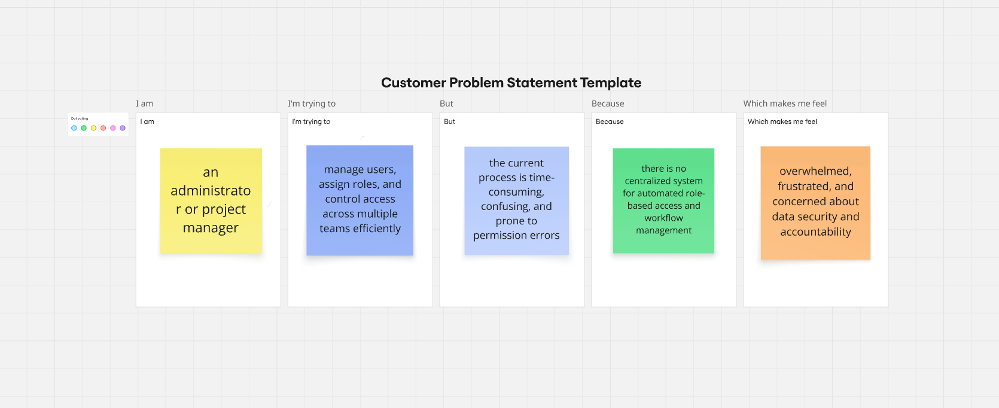 Customer Problem Statement Template
I am
I'm trying to
But
Because
Which makes me feel
Dot voting
I am
an
administrato
r or project
manager
I'm trying to
manage users,
assign roles, and
control access
across multiple
teams efficiently
But
the current
process is time-
consuming,
confusing, and
prone to
permission errors
Because
there is no
centralized system
for automated role-
based access and
workflow
management
Which makes me feel
overwhelmed,
frustrated, and
concerned about
data security and
accountability